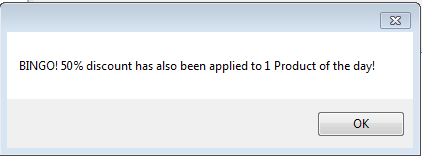 BINGO! 50% discount has also been applied to 1 Product of the day!
OK